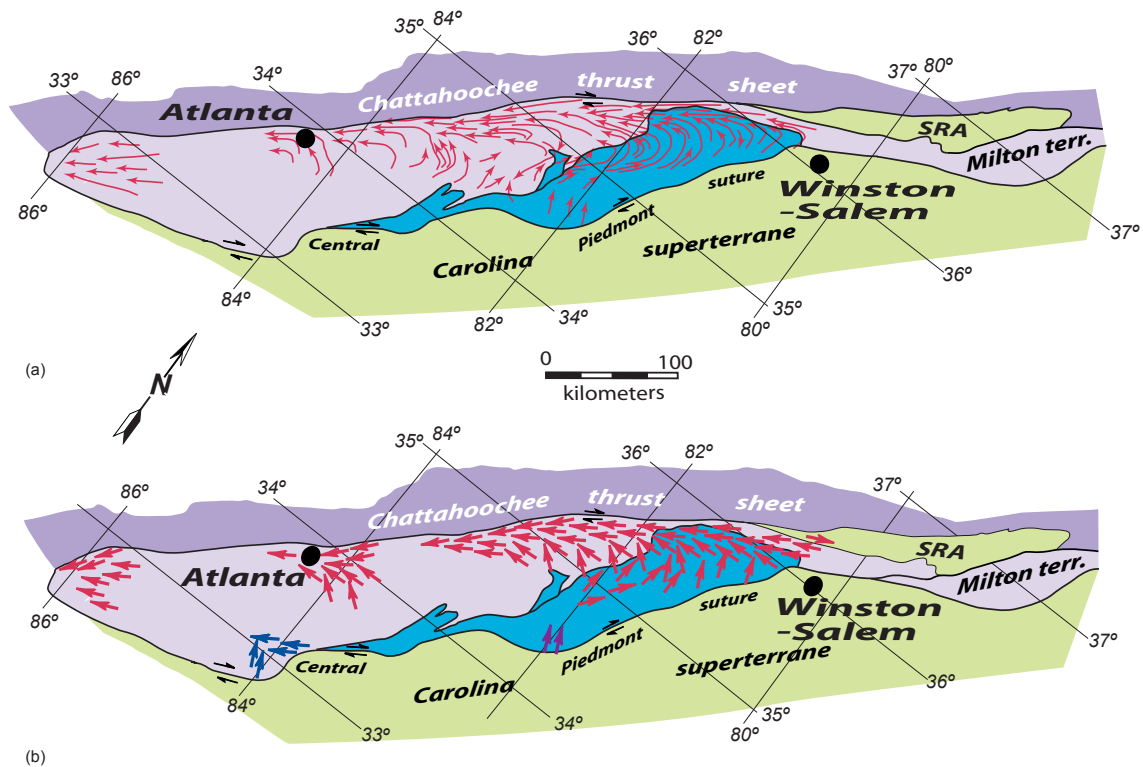 84º
82º
80º
35º
36º
37º
33º
86º
34º
Chattahoochee
thrust
sheet
Atlanta
SRA
Milton terr.
Winston
-Salem
suture
Piedmont
superterrane
Central
Carolina
86º
84º
33º
82º
34º
80º
35º
36º
37º
(a)
N
0
100
kilometers
35º
84º
36º
82º
37º
86º
34º
Chattahoochee
thrust
sheet
Atlanta
SRA
Milton terr.
Winston
-Salem
suture
Piedmont
superterrane
Central
Carolina
86º
84º
33º
34º
80º
35º
36º
37º
(b)